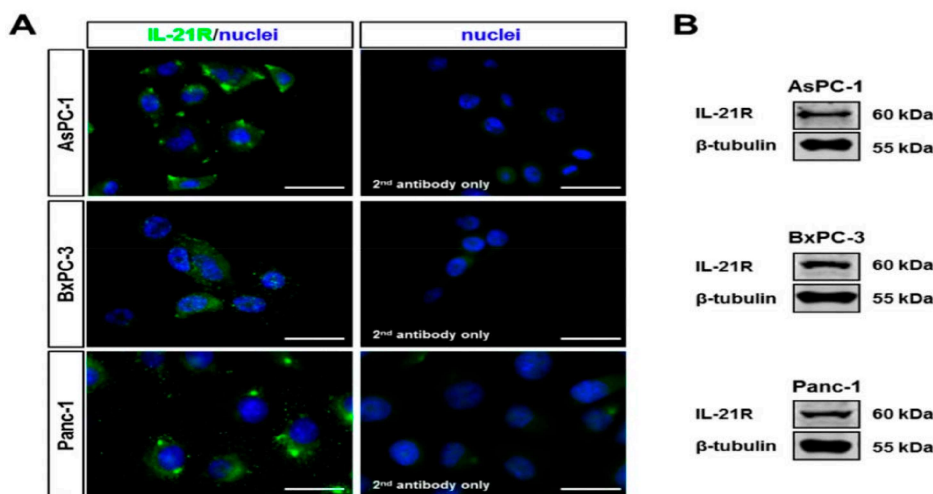 A
IL-21R/nuclei
nuclei
AsPC-1
2nd antibody only
BxPC-3
2nd antibody only
Panc-1
2nd antibody only
B
AsPC-1
IL-21R
60 kDa
β-tubulin
55 kDa
BxPC-3
IL-21R
60 kDa
β-tubulin
55 kDa
Panc-1
IL-21R
60 kDa
β-tubulin
55 kDa